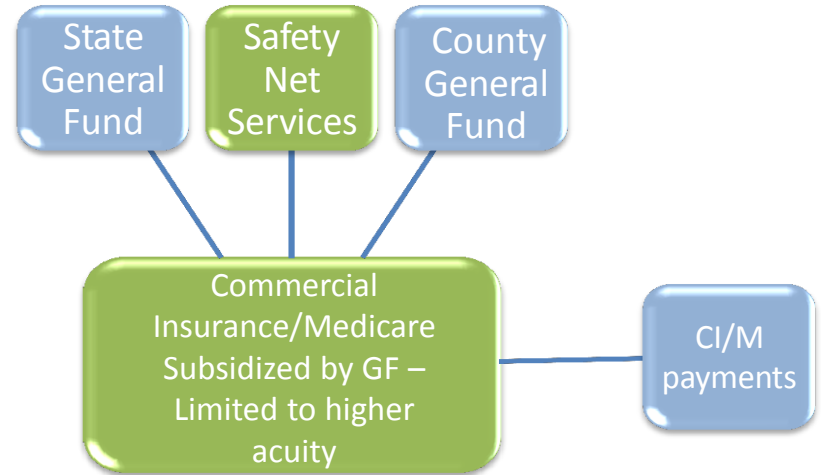 State
General
Fund
Safety
Net
Services
County
General
Fund
Commercial
Insurance/Medicare
Subsidized by GF –
Limited to higher
acuity
CI/M
payments